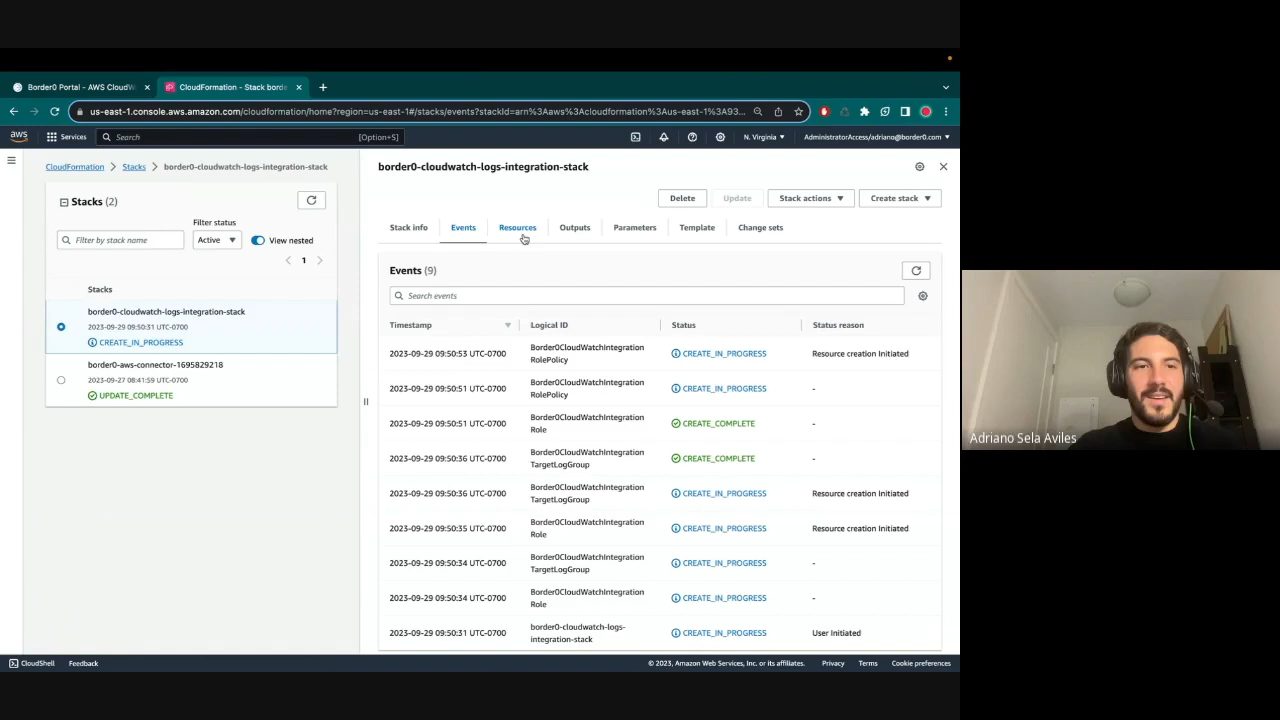 Border0 Portal - AWS CloudW
CloudFormation - Stack borde
us-east-1.console.aws.amazon.com/cloudformation/home?region=us-east-1#/stacks/events?stackId=arn%3Aaws%3Acloudformation%3Aus-east-1%3A93...
aws
Services
Search
[Option+S]
N. Virginia
AdministratorAccess/adriano@border0.com
CloudFormation
Stacks
border0-cloudwatch-logs-integration-stack
Stacks (2)
Filter status
Filter by stack name
Active
View nested
1
Stacks
border0-cloudwatch-logs-integration-stack
2023-09-29 09:50:31 UTC-0700
CREATE_IN_PROGRESS
border0-aws-connector-1695829218
2023-09-27 08:41:59 UTC-0700
UPDATE_COMPLETE
border0-cloudwatch-logs-integration-stack
Delete
Update
Stack actions
Create stack
Stack info
Events
Resources
Outputs
Parameters
Template
Change sets
Events (9)
Search events
Timestamp
Logical ID
Status
Status reason
2023-09-29 09:50:53 UTC-0700
Border0CloudWatchIntegration
RolePolicy
CREATE_IN_PROGRESS
Resource creation Initiated
2023-09-29 09:50:51 UTC-0700
Border0CloudWatchIntegration
RolePolicy
CREATE_IN_PROGRESS
-
2023-09-29 09:50:51 UTC-0700
Border0CloudWatchIntegration
Role
CREATE_COMPLETE
-
2023-09-29 09:50:36 UTC-0700
Border0CloudWatchIntegration
TargetLogGroup
CREATE_COMPLETE
-
2023-09-29 09:50:36 UTC-0700
Border0CloudWatchIntegration
TargetLogGroup
CREATE_IN_PROGRESS
Resource creation Initiated
2023-09-29 09:50:35 UTC-0700
Border0CloudWatchIntegration
Role
CREATE_IN_PROGRESS
Resource creation Initiated
2023-09-29 09:50:34 UTC-0700
Border0CloudWatchIntegration
TargetLogGroup
CREATE_IN_PROGRESS
-
2023-09-29 09:50:34 UTC-0700
Border0CloudWatchIntegration
Role
CREATE_IN_PROGRESS
-
2023-09-29 09:50:31 UTC-0700
border0-cloudwatch-logs-
integration-stack
CREATE_IN_PROGRESS
User Initiated
CloudShell
Feedback
© 2023, Amazon Web Services, Inc. or its affiliates.
Privacy
Terms
Cookie preferences
Adriano Sela Aviles